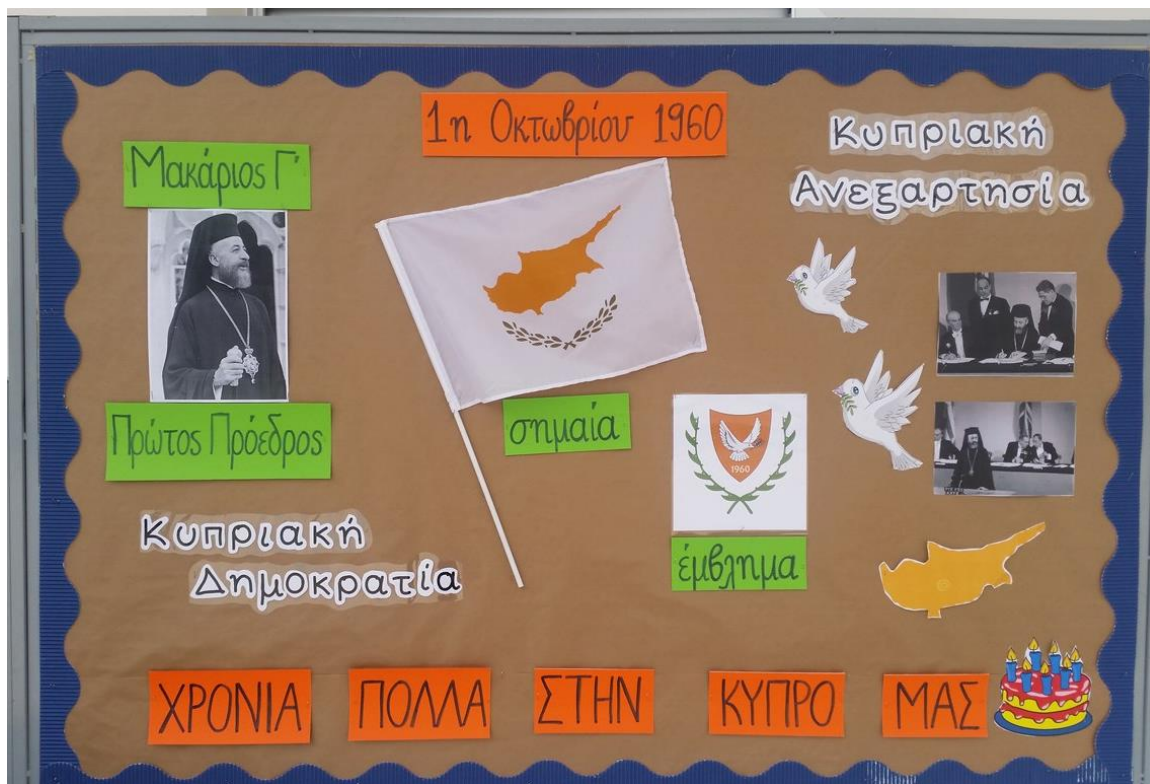 1η Οκτωβρίου 1960
Κυπριακή
Ανεξαρτησία
Μακάριος Γ'
Πρώτος Πρόεδρος
σημαία
1960
έμβλημα
Κυπριακή
Δημοκρατία
ΧΡΟΝΙΑ ΠΟΛΛΑ ΣΤΗΝ ΚΥΠΡΟ ΜΑΣ